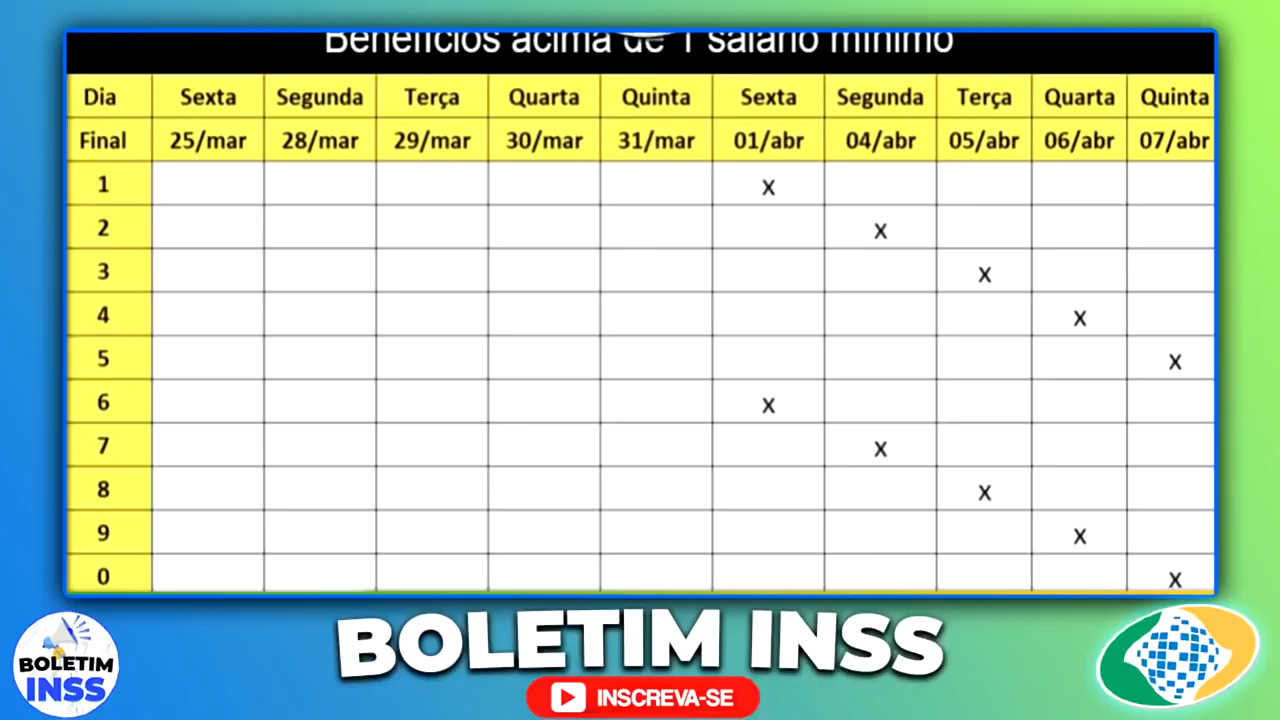 Benefícios acima de 1 salário mínimo
Dia Sexta Segunda Terça Quarta Quinta Sexta Segunda Terça Quarta Quinta
Final 25/mar 28/mar 29/mar 30/mar 31/mar 01/abr 04/abr 05/abr 06/abr 07/abr
1 x
2 x
3 x
4 x
5 x
6 x
7 x
8 x
9 x
0 x
BOLETIM INSS
BOLETIM
INSS
INSCREVA-SE